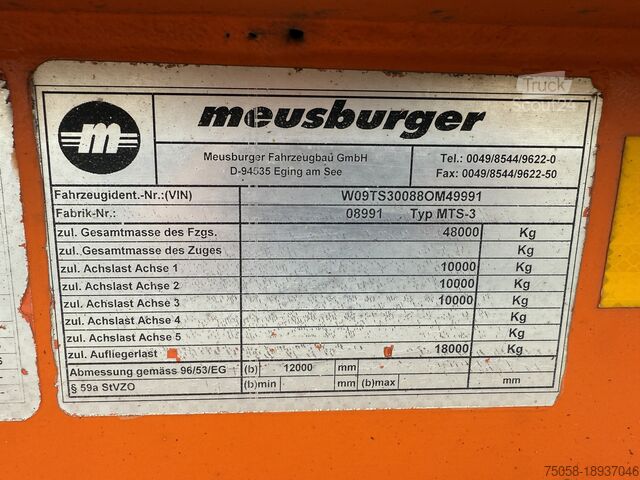 Truck
Scout24
m
meusburger
Meusburger Fahrzeugbau GmbH
D-94535 Eging am See
Tel.: 0049/8544/9622-0
Fax: 0049/8544/9622-50
Fahrzeugident.-Nr.:(VIN) W09TS30088OM49991
Fabrik-Nr.: 08991 Typ MTS-3
zul. Gesamtmasse des Fzgs. 48000 Kg
zul. Gesamtmasse des Zuges Kg
zul. Achslast Achse 1 10000 Kg
zul. Achslast Achse 2 10000 Kg
zul. Achslast Achse 3 10000 Kg
zul. Achslast Achse 4 Kg
zul. Achslast Achse 5 Kg
zul. Aufliegerlast 18000 Kg
Abmessung gemäss 96/53/EG (b) 12000 mm
§ 59a StVZO (b)min mm (b)max mm
75058-18937046